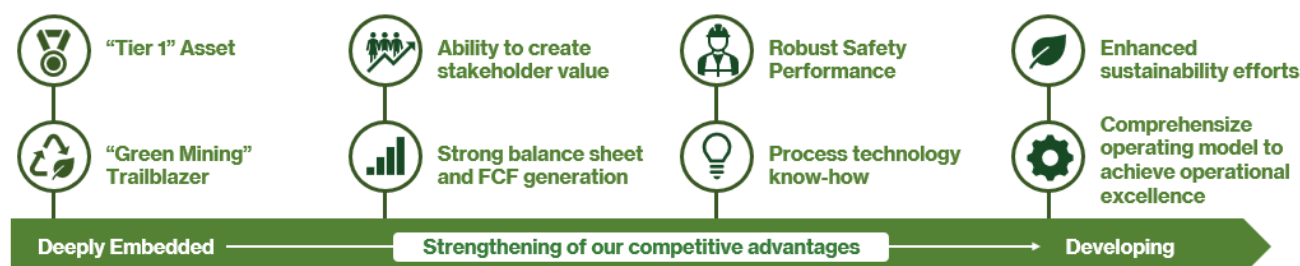 “Tier 1” Asset
Ability to create
stakeholder value
Robust Safety
Performance
Enhanced
sustainability efforts
“Green Mining”
Trailblazer
Strong balance sheet
and FCF generation
Process technology
know-how
Comprehensize
operating model to
achieve operational
excellence
Deeply Embedded
Strengthening of our competitive advantages
Developing